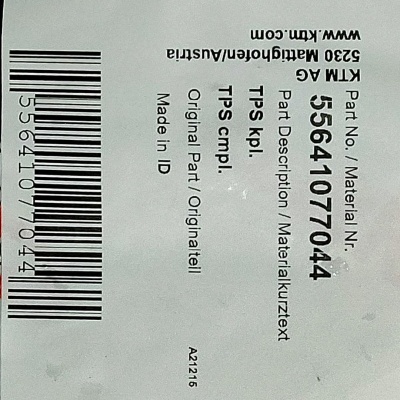 KTM AG
5230 Mattighofen/Austria
www.ktm.com
Part No. / Material Nr.
55641077044
Part Description / Materialkurztext
TPS kpl.
TPS cmpl.
Original Part / Originalteil
Made in ID
A21215
55641077044